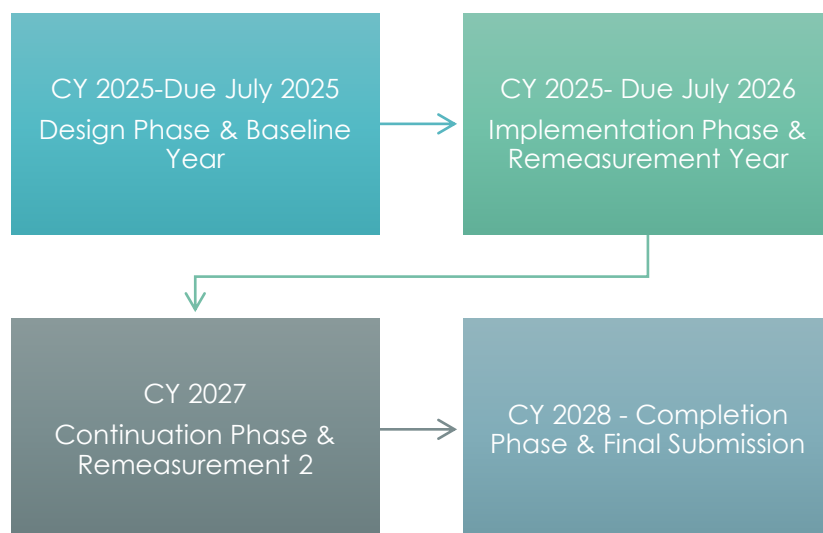 CY 2025-Due July 2025
Design Phase & Baseline
Year
CY 2025- Due July 2026
Implementation Phase &
Remeasurement Year
CY 2027
Continuation Phase &
Remeasurement 2
CY 2028 - Completion
Phase & Final Submission